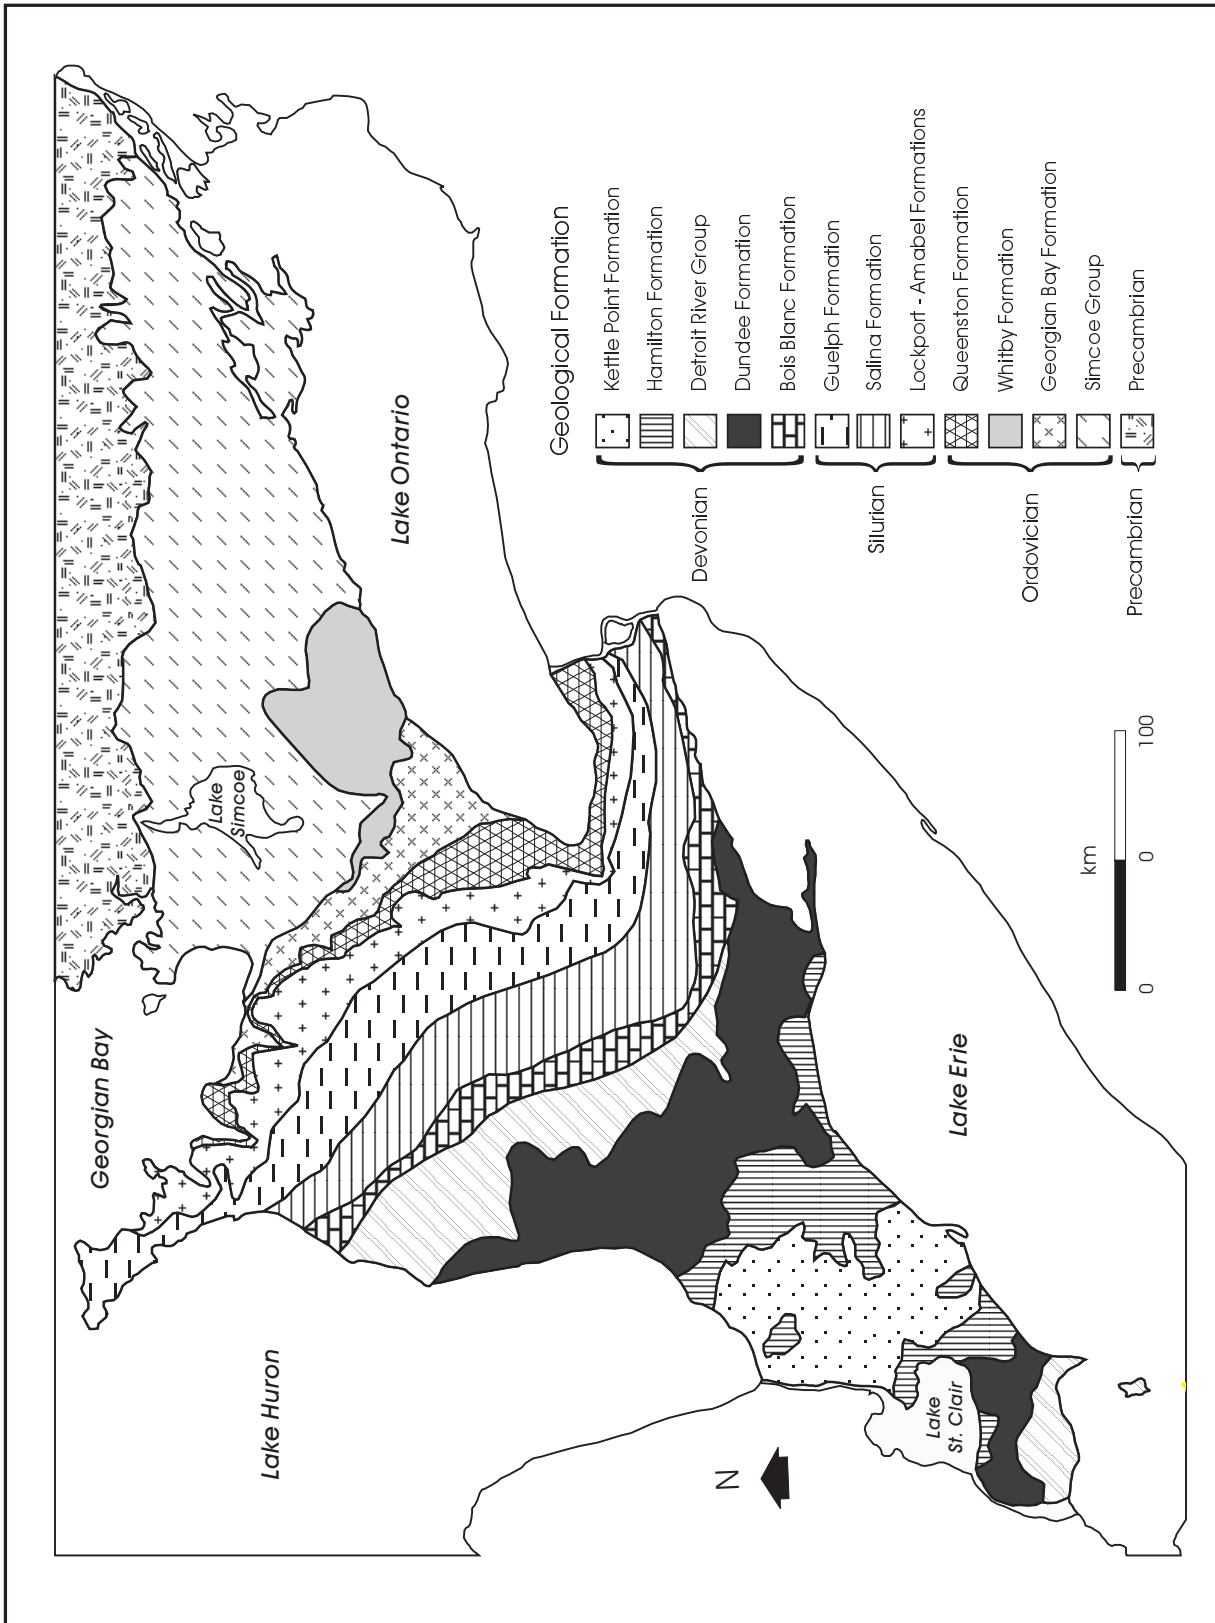 Georgian Bay
Lake
Simcoe
Lake Huron
Lake Ontario
Lake
St. Clair
Lake Erie
N
km
0
0
100
Geological Formation
Devonian
Kettle Point Formation
Hamilton Formation
Detroit River Group
Dundee Formation
Bois Blanc Formation
Silurian
Guelph Formation
Salina Formation
Lockport - Amabel Formations
Ordovician
Queenston Formation
Whitby Formation
Georgian Bay Formation
Simcoe Group
Precambrian
Precambrian